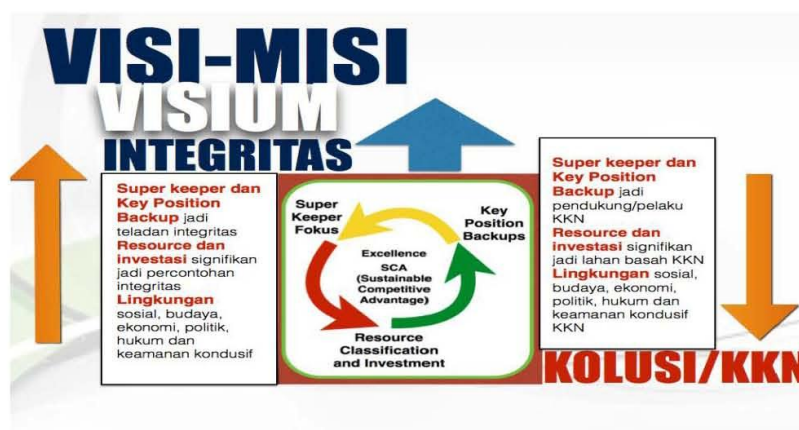 VISI-MISI
VISIUM
INTEGRITAS
Super keeper dan
Key Position
Backup jadi
teladan integritas
Resource dan
investasi signifikan
jadi percontohan
integritas
Lingkungan
sosial, budaya,
ekonomi, politik,
hukum dan
keamanan kondusif
Super
Keeper
Fokus
Key
Position
Backups
Excellence
SCA
(Sustainable
Competitive
Advantage)
Resource
Classification
and Investment
Super keeper dan
Key Position
Backup jadi
pendukung/pelaku
KKN
Resource dan
investasi signifikan
jadi lahan basah KKN
Lingkungan sosial,
budaya, ekonomi,
politik, hukum dan
keamanan kondusif
KKN
KOLUSI/KKN